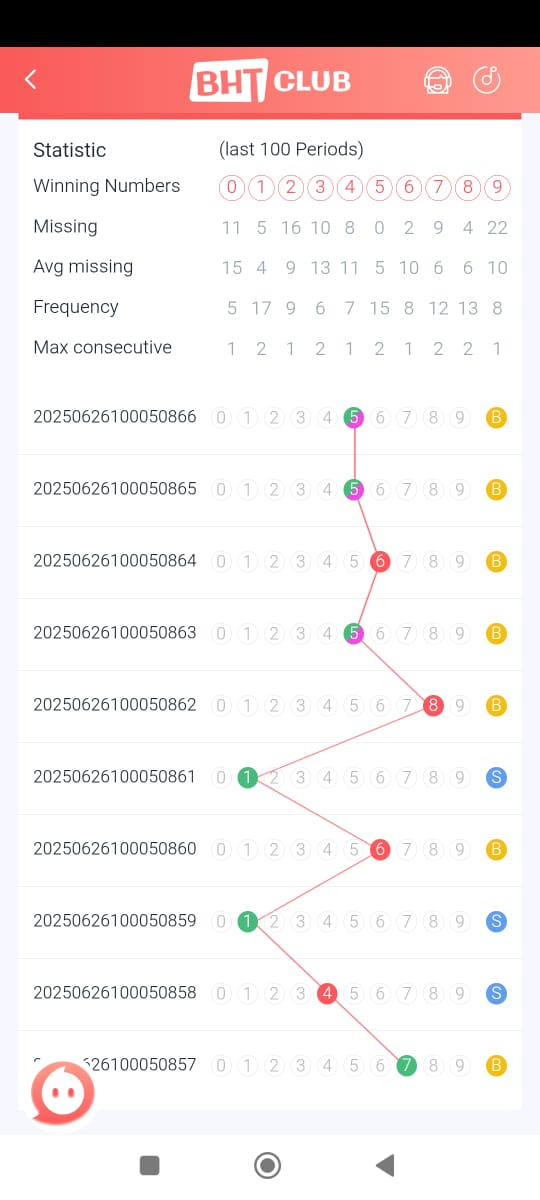 BHT CLUB
Statistic (last 100 Periods)
Winning Numbers 0 1 2 3 4 5 6 7 8 9
Missing 11 5 16 10 8 0 2 9 4 22
Avg missing 15 4 9 13 11 5 10 6 6 10
Frequency 5 17 9 6 7 15 8 12 13 8
Max consecutive 1 2 1 2 1 2 1 2 2 1
20250626100050866 0 1 2 3 4 5 6 7 8 9 B
20250626100050865 0 1 2 3 4 5 6 7 8 9 B
20250626100050864 0 1 2 3 4 5 6 7 8 9 B
20250626100050863 0 1 2 3 4 5 6 7 8 9 B
20250626100050862 0 1 2 3 4 5 6 7 8 9 B
20250626100050861 0 1 2 3 4 5 6 7 8 9 S
20250626100050860 0 1 2 3 4 5 6 7 8 9 B
20250626100050859 0 1 2 3 4 5 6 7 8 9 S
20250626100050858 0 1 2 3 4 5 6 7 8 9 S
0 1 2 3 4 5 6 7 8 9 B